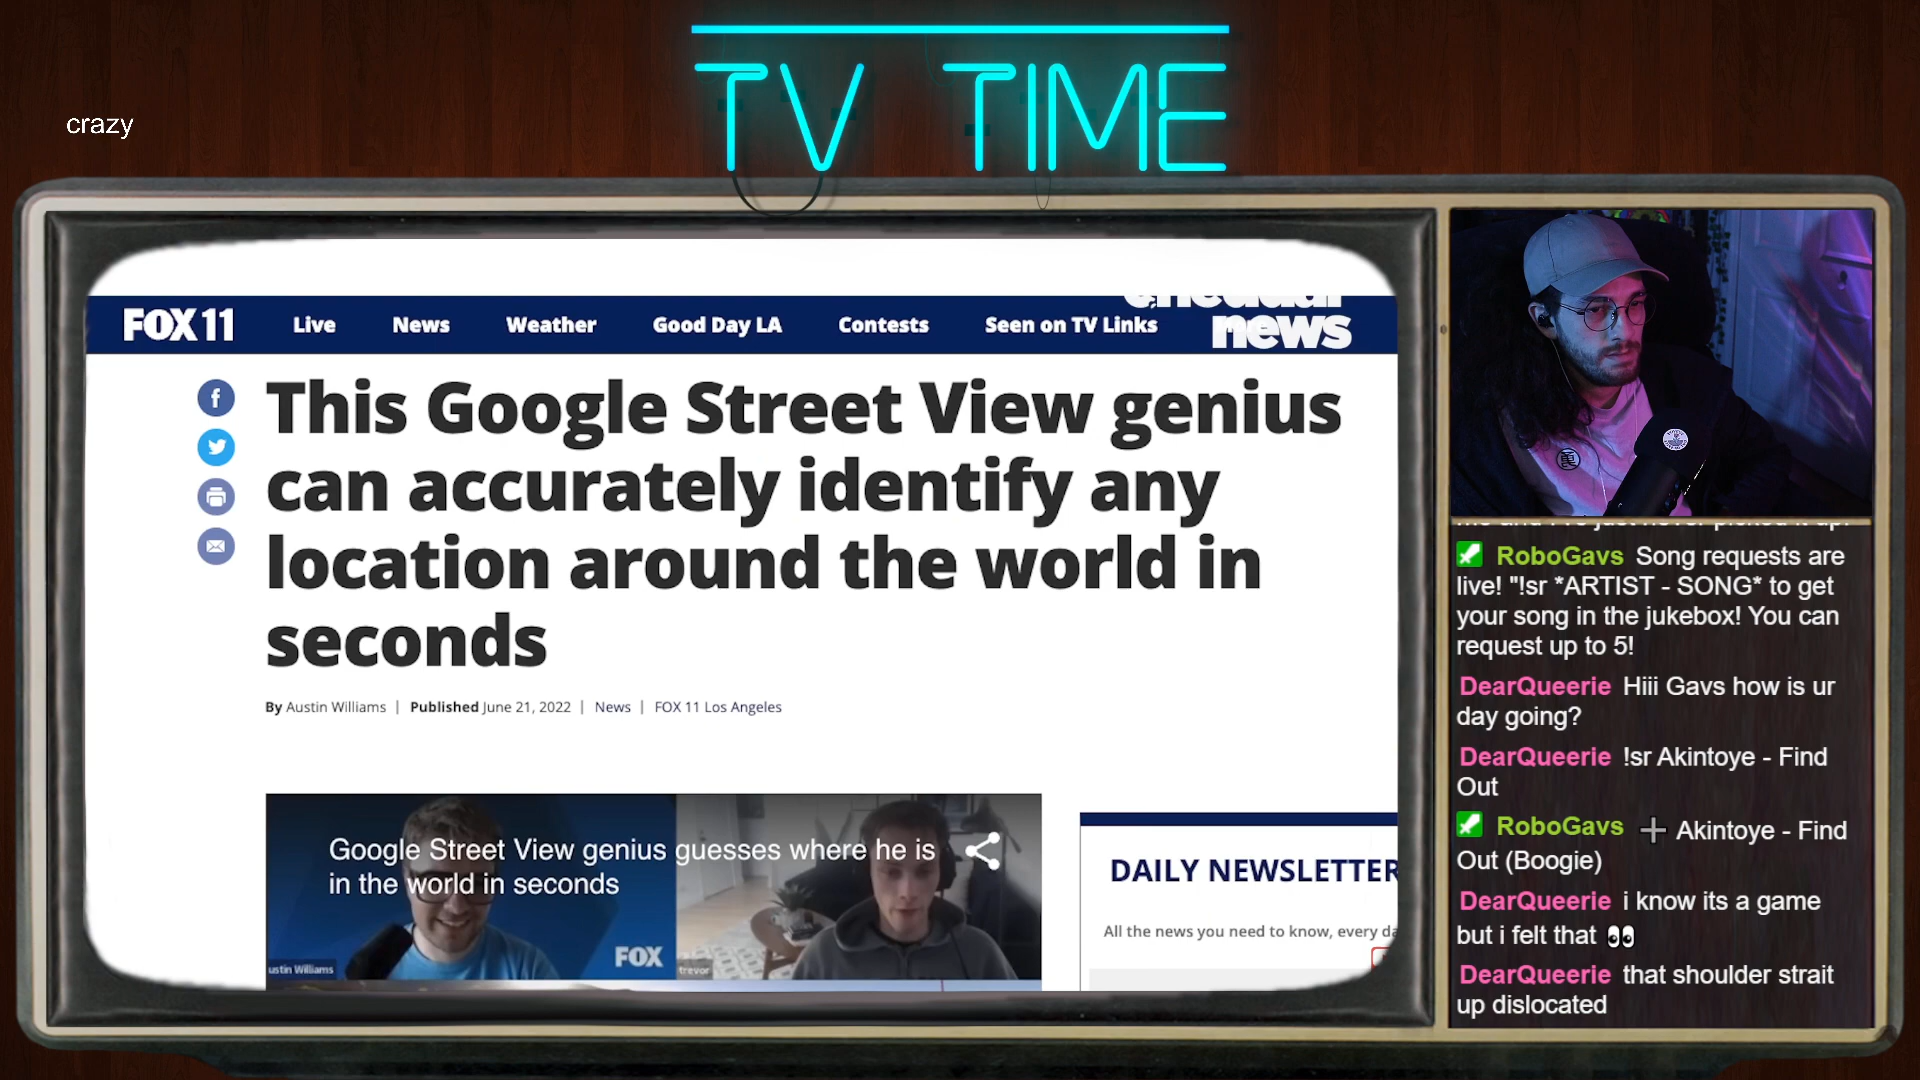 TV TIME
crazy
FOX 11 Live News Weather Good Day LA Contests Seen on TV Links
cheddar
news
This Google Street View genius
can accurately identify any
location around the world in
seconds
By Austin Williams | Published June 21, 2022 | News | FOX 11 Los Angeles
Google Street View genius guesses where he is
in the world in seconds
FOX
ustin Williams
trevor
DAILY NEWSLETTER
All the news you need to know, every da
RoboGavs Song requests are
live! "!sr *ARTIST - SONG* to get
your song in the jukebox! You can
request up to 5!
DearQueerie Hiii Gavs how is ur
day going?
DearQueerie !sr Akintoye - Find
Out
RoboGavs ➕ Akintoye - Find
Out (Boogie)
DearQueerie i know its a game
but i felt that 👀
DearQueerie that shoulder strait
up dislocated